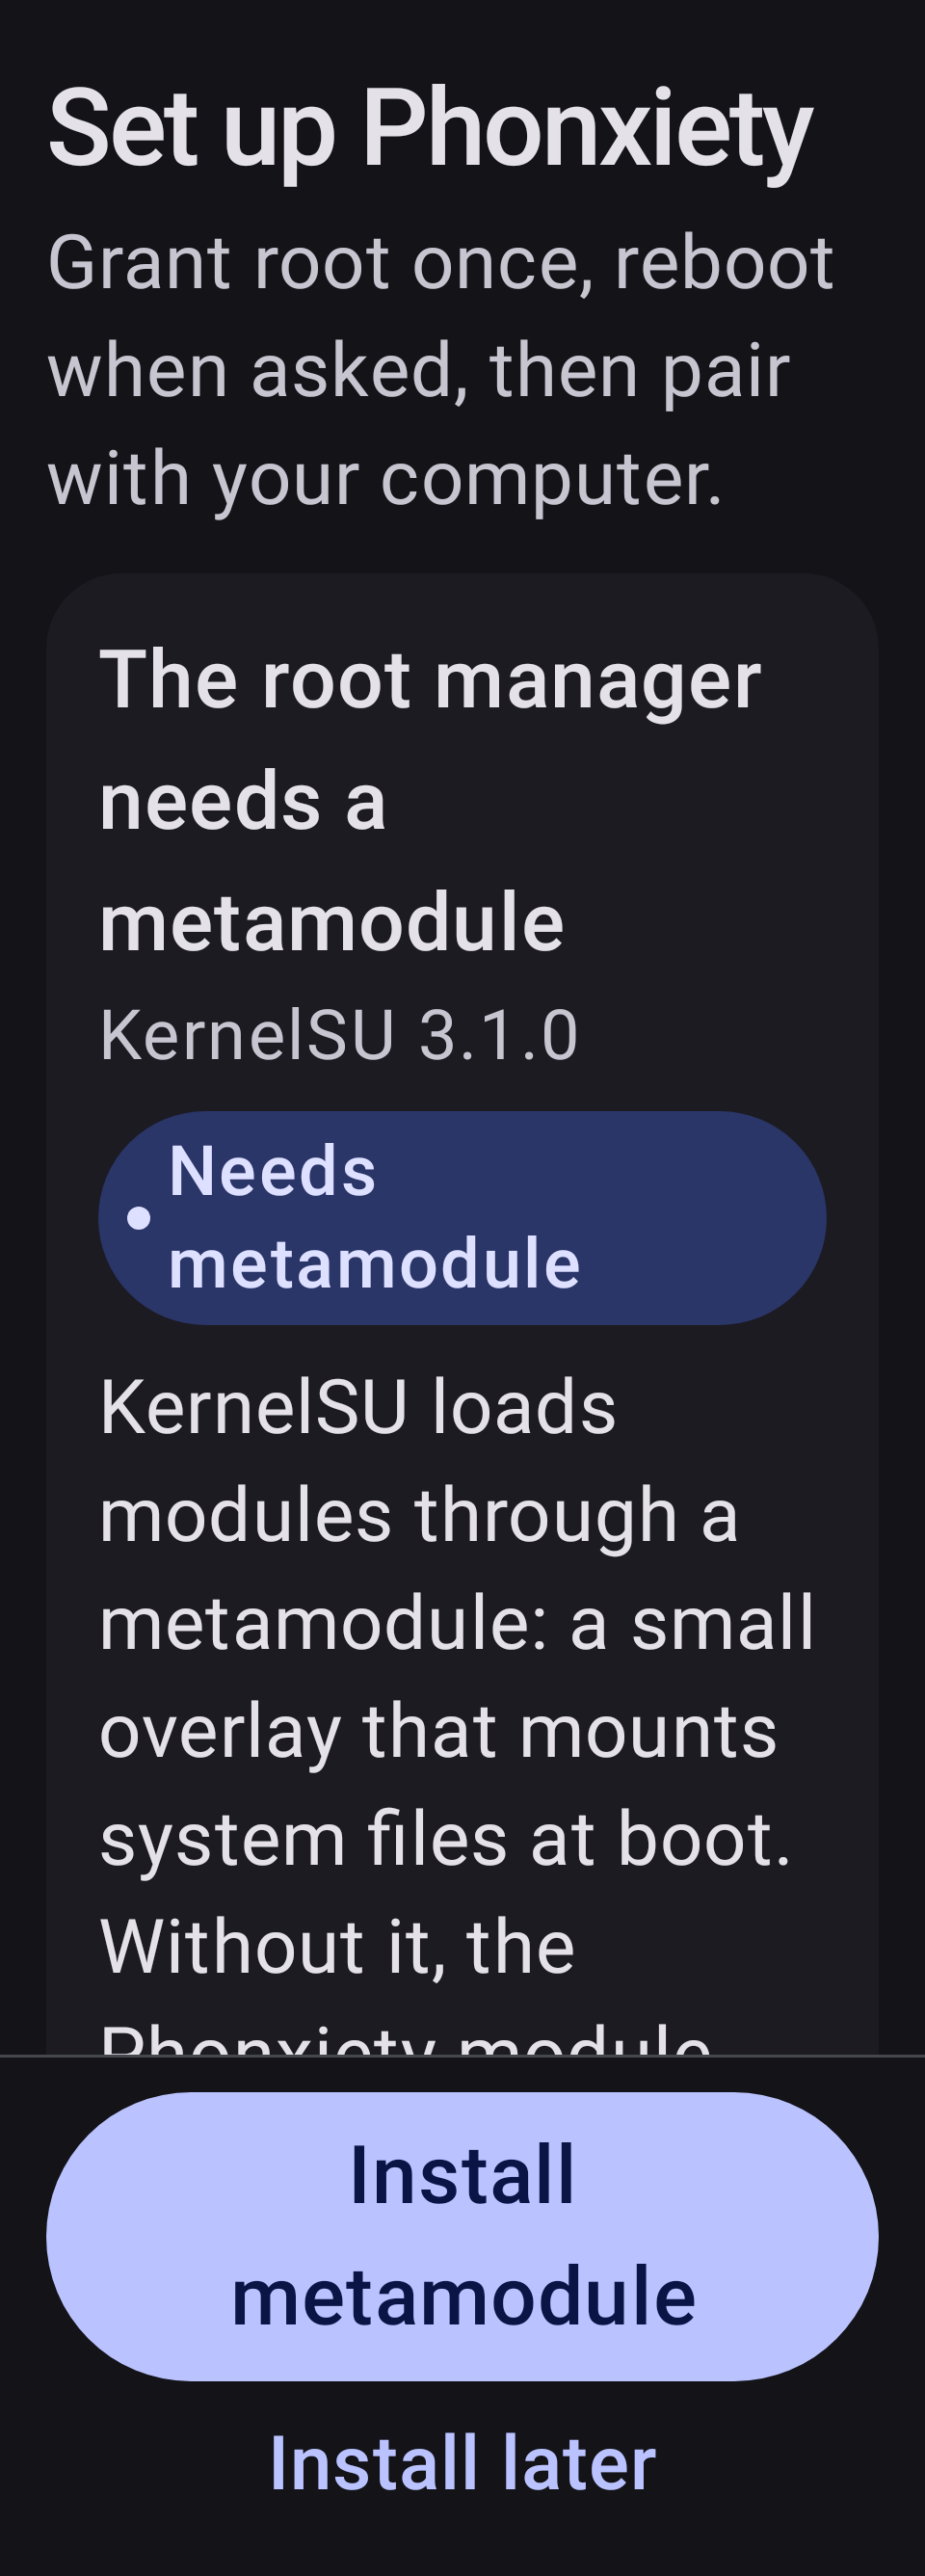 Set up Phonxiety
Grant root once, reboot
when asked, then pair
with your computer.
The root manager
needs a
metamodule
KernelSU 3.1.0
Needs
metamodule
KernelSU loads
modules through a
metamodule: a small
overlay that mounts
system files at boot.
Without it, the
Phonxiety module
Install
metamodule
Install later